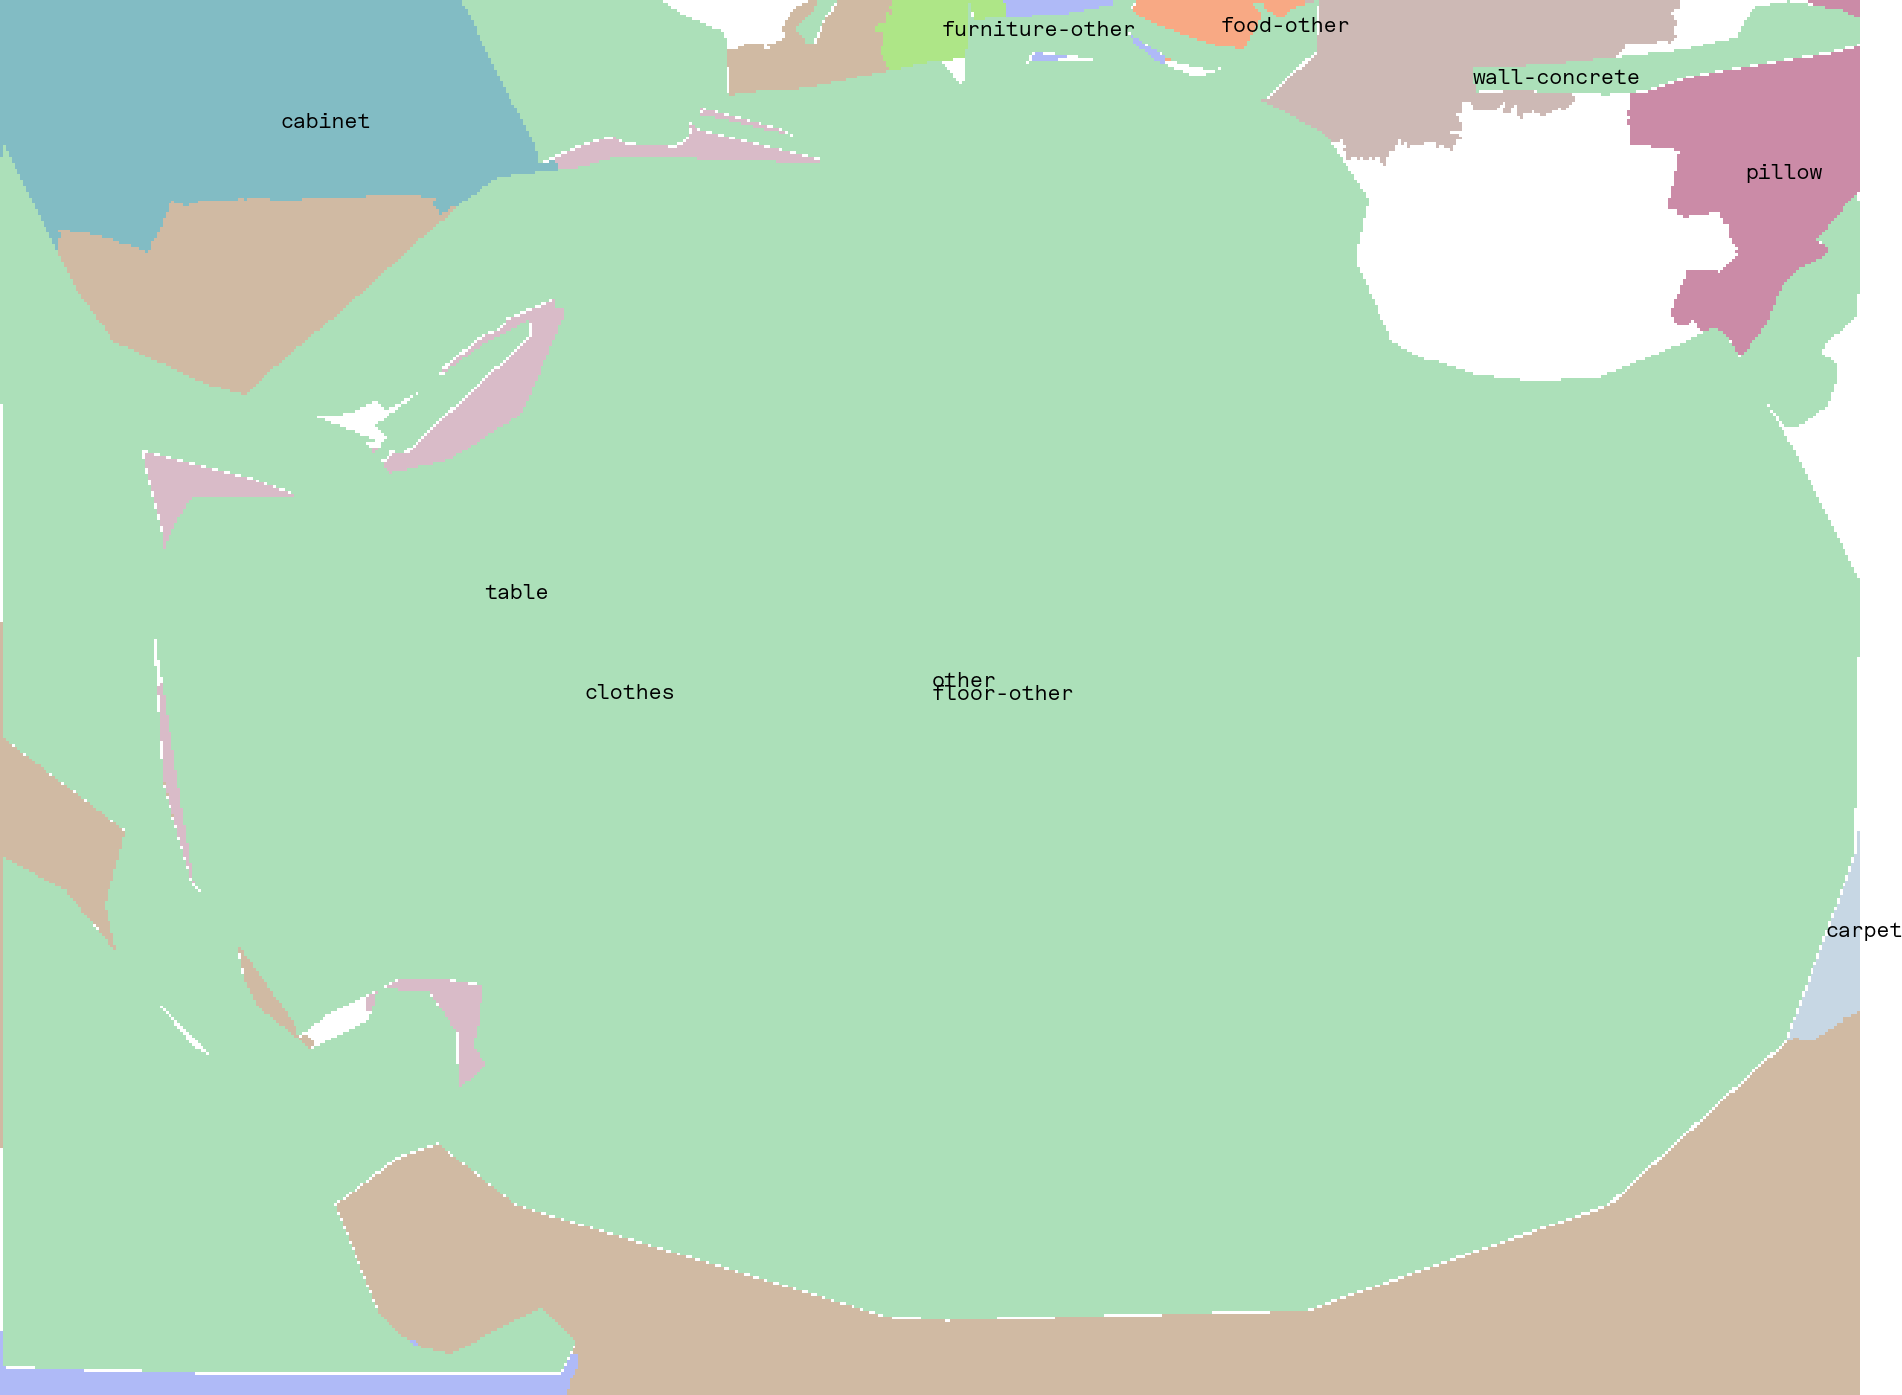 furniture-other
food-other
wall-concrete
cabinet
pillow
table
other
clothes
floor-other
carpet